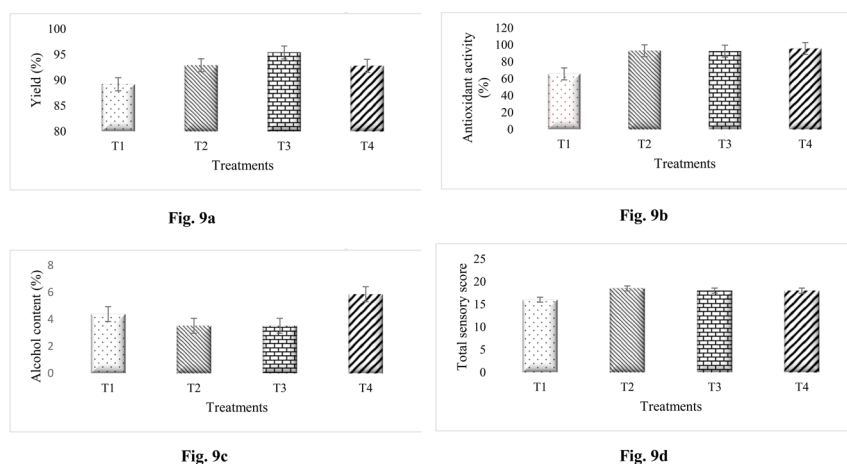 100
95
90
85
80
Yield (%)
T1 T2 T3 T4
Treatments
Fig. 9a
120
100
80
60
40
20
0
Antioxidant activity
(%)
T1 T2 T3 T4
Treatments
Fig. 9b
8
6
4
2
0
Alcohol content (%)
T1 T2 T3 T4
Treatments
Fig. 9c
25
20
15
10
5
0
Total sensory score
T1 T2 T3 T4
Treatments
Fig. 9d